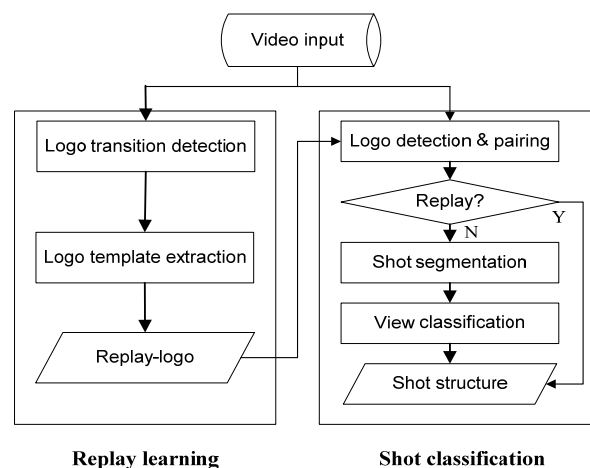 Video input
Logo transition detection
Logo template extraction
Replay-logo
Replay learning
Logo detection & pairing
Replay?
Y
N
Shot segmentation
View classification
Shot structure
Shot classification